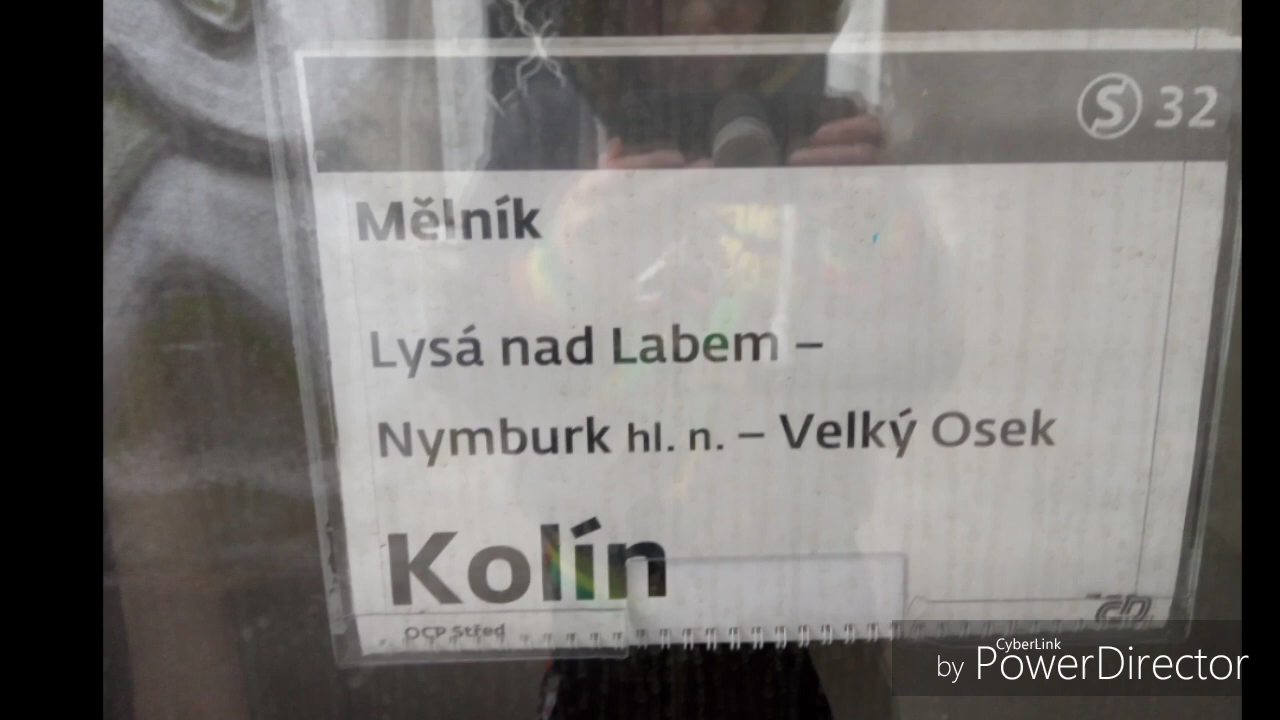 S 32
Mělník
Lysá nad Labem –
Nymburk hl. n. – Velký Osek
Kolín
OCP Střed
ČD
CyberLink
by PowerDirector